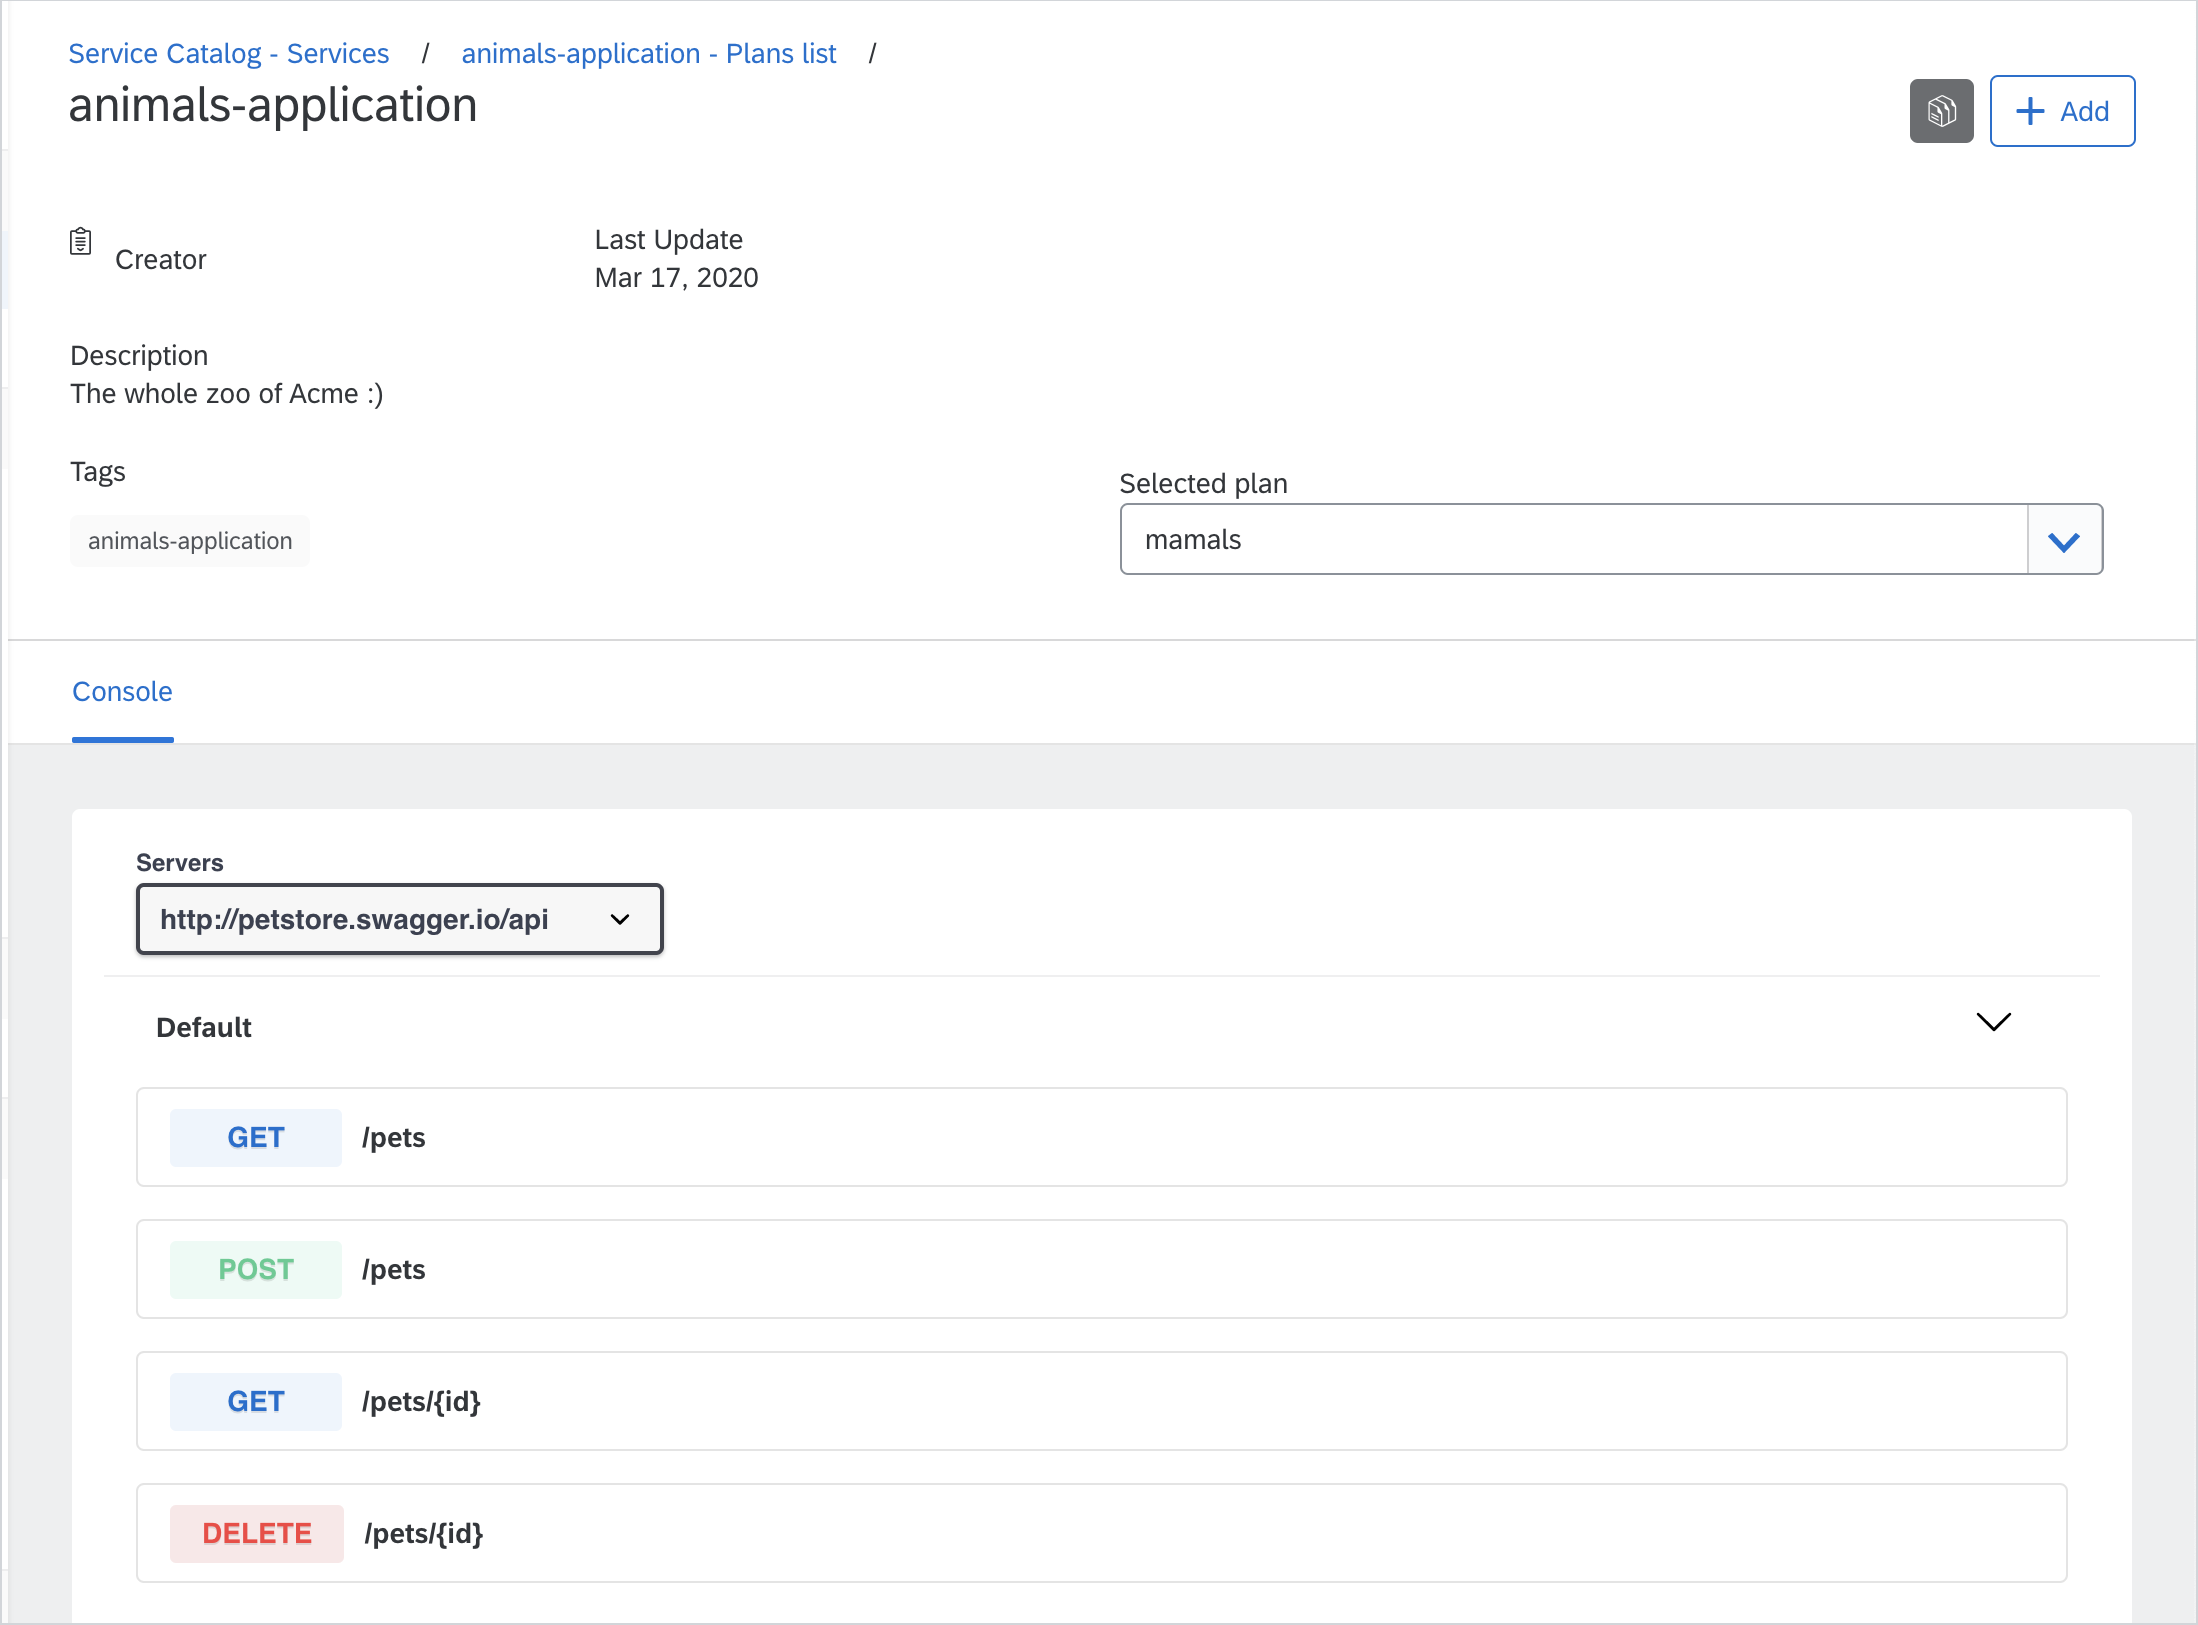 Service Catalog - Services / animals-application - Plans list /
animals-application
Add
Creator
Last Update
Mar 17, 2020
Description
The whole zoo of Acme :)
Tags
animals-application
Selected plan
mamals
Console
Servers
http://petstore.swagger.io/api
Default
GET /pets
POST /pets
GET /pets/{id}
DELETE /pets/{id}